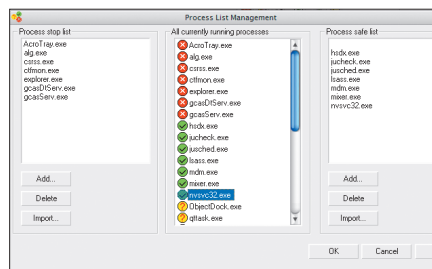 Process List Management
Process stop list
AcroTray.exe
alg.exe
csrss.exe
ctfmon.exe
explorer.exe
gcasDtServ.exe
gcasServ.exe
Add...
Delete
Import...
All currently running processes
AcroTray.exe
alg.exe
csrss.exe
ctfmon.exe
explorer.exe
gcasDtServ.exe
gcasServ.exe
hsdx.exe
jucheck.exe
jusched.exe
lsass.exe
mdm.exe
mixer.exe
nvsvc32.exe
ObjectDock.exe
qttask.exe
Process safe list
hsdx.exe
jucheck.exe
jusched.exe
lsass.exe
mdm.exe
mixer.exe
nvsvc32.exe
Add...
Delete
Import...
OK
Cancel